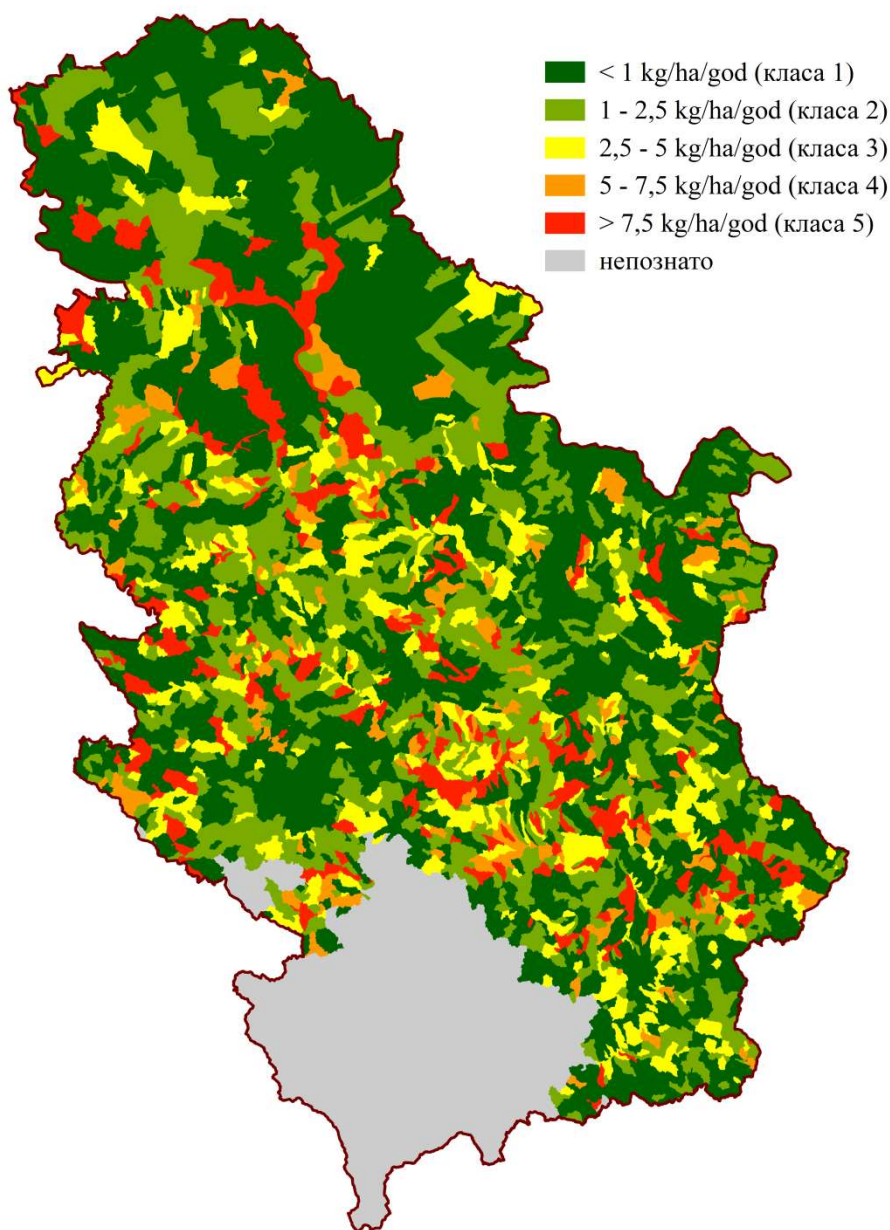 < 1 kg/ha/god (класа 1)
1 - 2,5 kg/ha/god (класа 2)
2,5 - 5 kg/ha/god (класа 3)
5 - 7,5 kg/ha/god (класа 4)
> 7,5 kg/ha/god (класа 5)
непознато